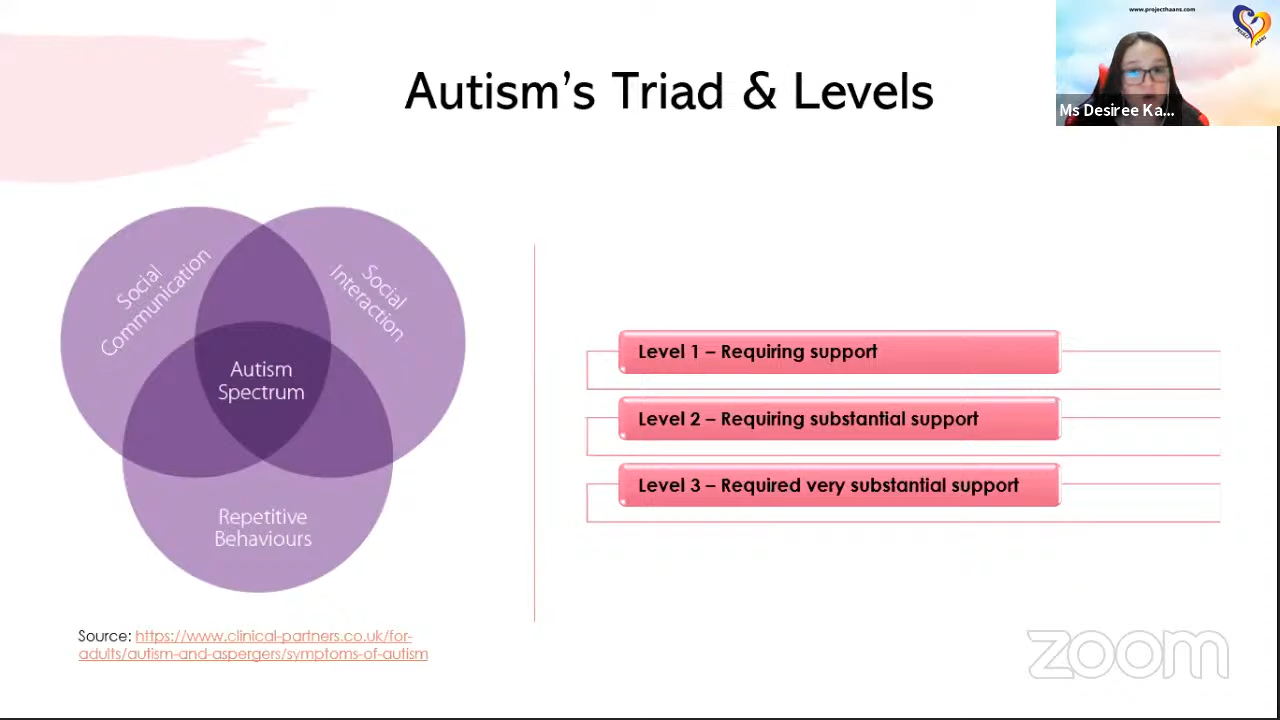 www.projecthaans.com
Autism's Triad & Levels
Ms Desiree Ka...
Social
Communication
Social
Interaction
Autism
Spectrum
Repetitive
Behaviours
Level 1 – Requiring support
Level 2 – Requiring substantial support
Level 3 – Required very substantial support
Source: https://www.clinical-partners.co.uk/for-
adults/autism-and-aspergers/symptoms-of-autism
zoom